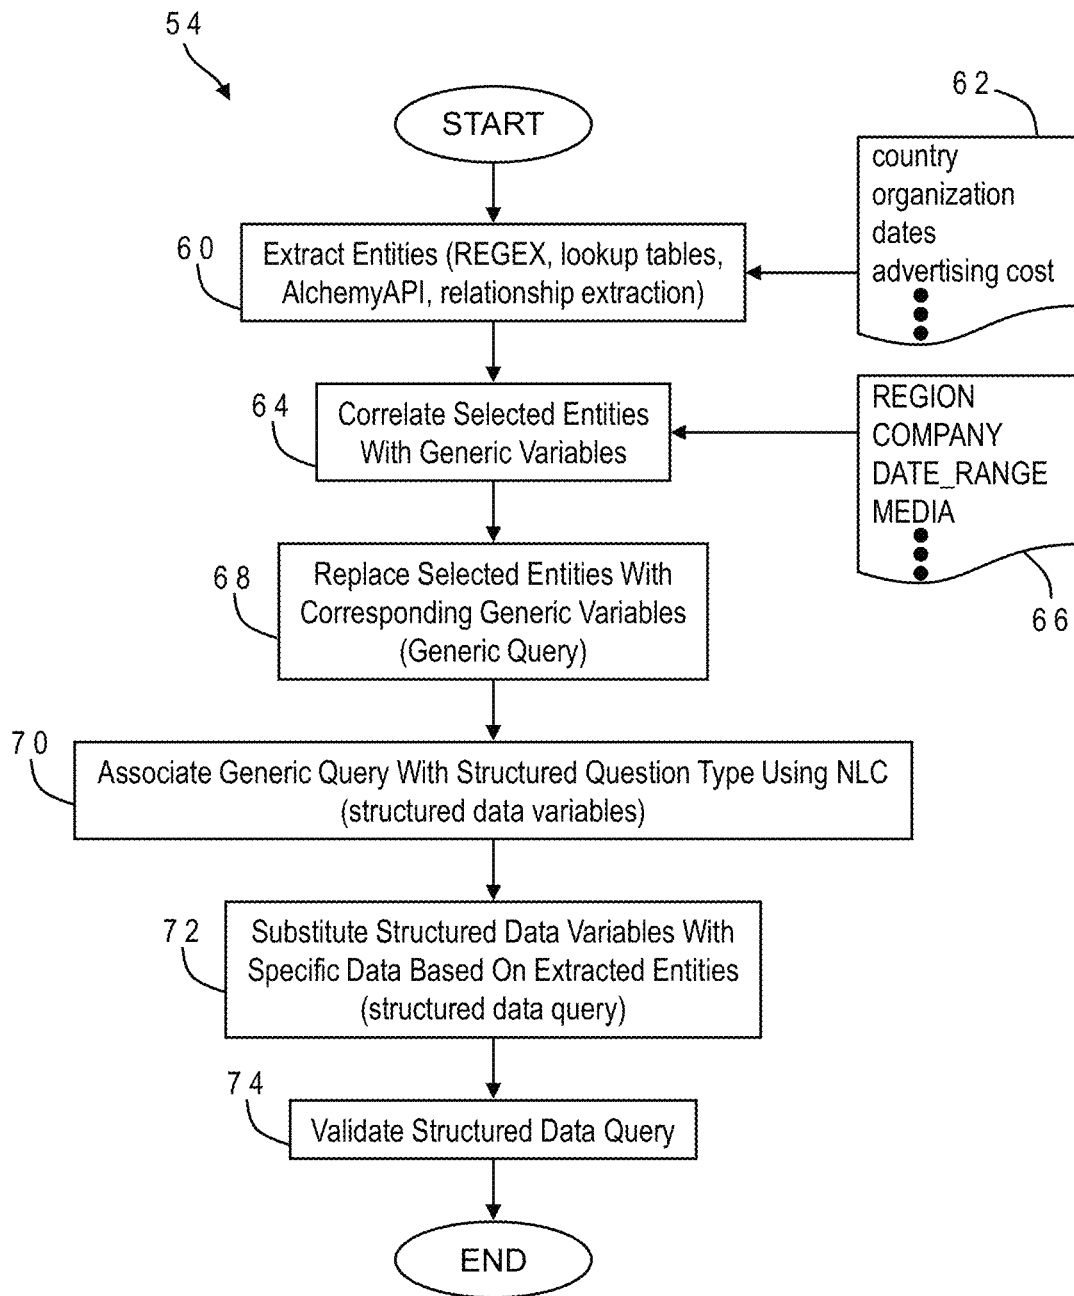 54
START
62
country
organization
dates
advertising cost
60
Extract Entities (REGEX, lookup tables,
AlchemyAPI, relationship extraction)
64
Correlate Selected Entities
With Generic Variables
REGION
COMPANY
DATE_RANGE
MEDIA
66
68
Replace Selected Entities With
Corresponding Generic Variables
(Generic Query)
70
Associate Generic Query With Structured Question Type Using NLC
(structured data variables)
72
Substitute Structured Data Variables With
Specific Data Based On Extracted Entities
(structured data query)
74
Validate Structured Data Query
END